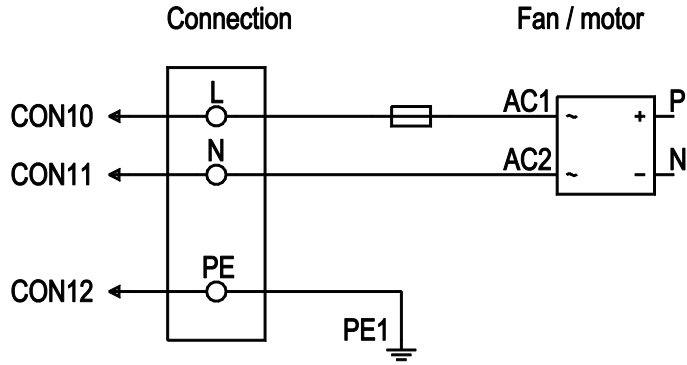 Connection Fan / motor
L AC1 P
CON10 ~ +
N AC2 N
CON11 ~ -
PE
CON12
PE1